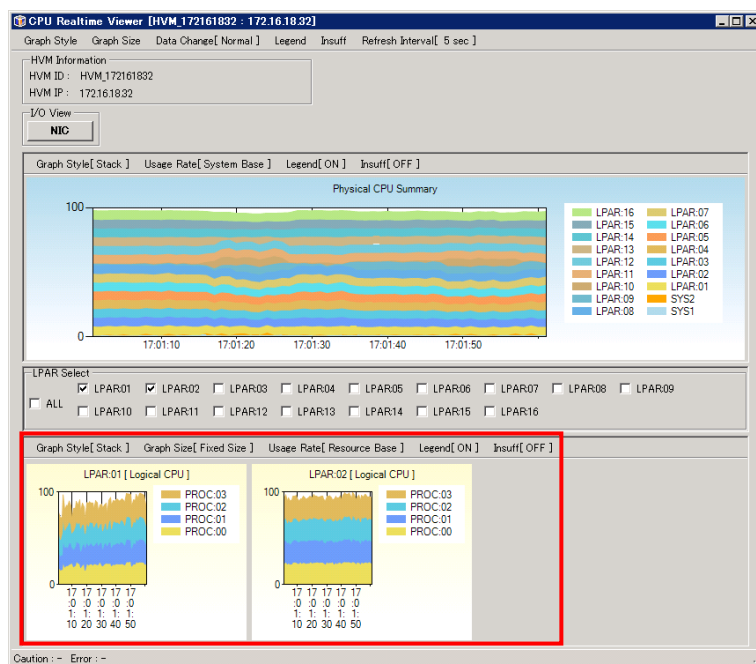 CPU Realtime Viewer [HVM_172161832 : 172.16.18.32]
Graph Style Graph Size Data Change[ Normal ] Legend Insuff Refresh Interval[ 5 sec ]
HVM Information
HVM ID : HVM_172161832
HVM IP : 172.16.18.32
I/O View
NIC
Graph Style[ Stack ] Usage Rate[ System Base ] Legend[ ON ] Insuff[ OFF ]
Physical CPU Summary
100
0
17:01:10 17:01:20 17:01:30 17:01:40 17:01:50
LPAR:16 LPAR:07
LPAR:15 LPAR:06
LPAR:14 LPAR:05
LPAR:13 LPAR:04
LPAR:12 LPAR:03
LPAR:11 LPAR:02
LPAR:10 LPAR:01
LPAR:09 SYS2
LPAR:08 SYS1
LPAR Select
ALL
LPAR01 LPAR02 LPAR03 LPAR04 LPAR05 LPAR06 LPAR07 LPAR08 LPAR09
LPAR10 LPAR11 LPAR12 LPAR13 LPAR14 LPAR15 LPAR16
Graph Style[ Stack ] Graph Size[ Fixed Size ] Usage Rate[ Resource Base ] Legend[ ON ] Insuff[ OFF ]
LPAR:01 [ Logical CPU ]
100
0
PROC:03
PROC:02
PROC:01
PROC:00
17 17 17 17 17
:0 :0 :0 :0 :0
1: 1: 1: 1: 1:
10 20 30 40 50
LPAR:02 [ Logical CPU ]
100
0
PROC:03
PROC:02
PROC:01
PROC:00
17 17 17 17 17
:0 :0 :0 :0 :0
1: 1: 1: 1: 1:
10 20 30 40 50
Caution : - Error : -